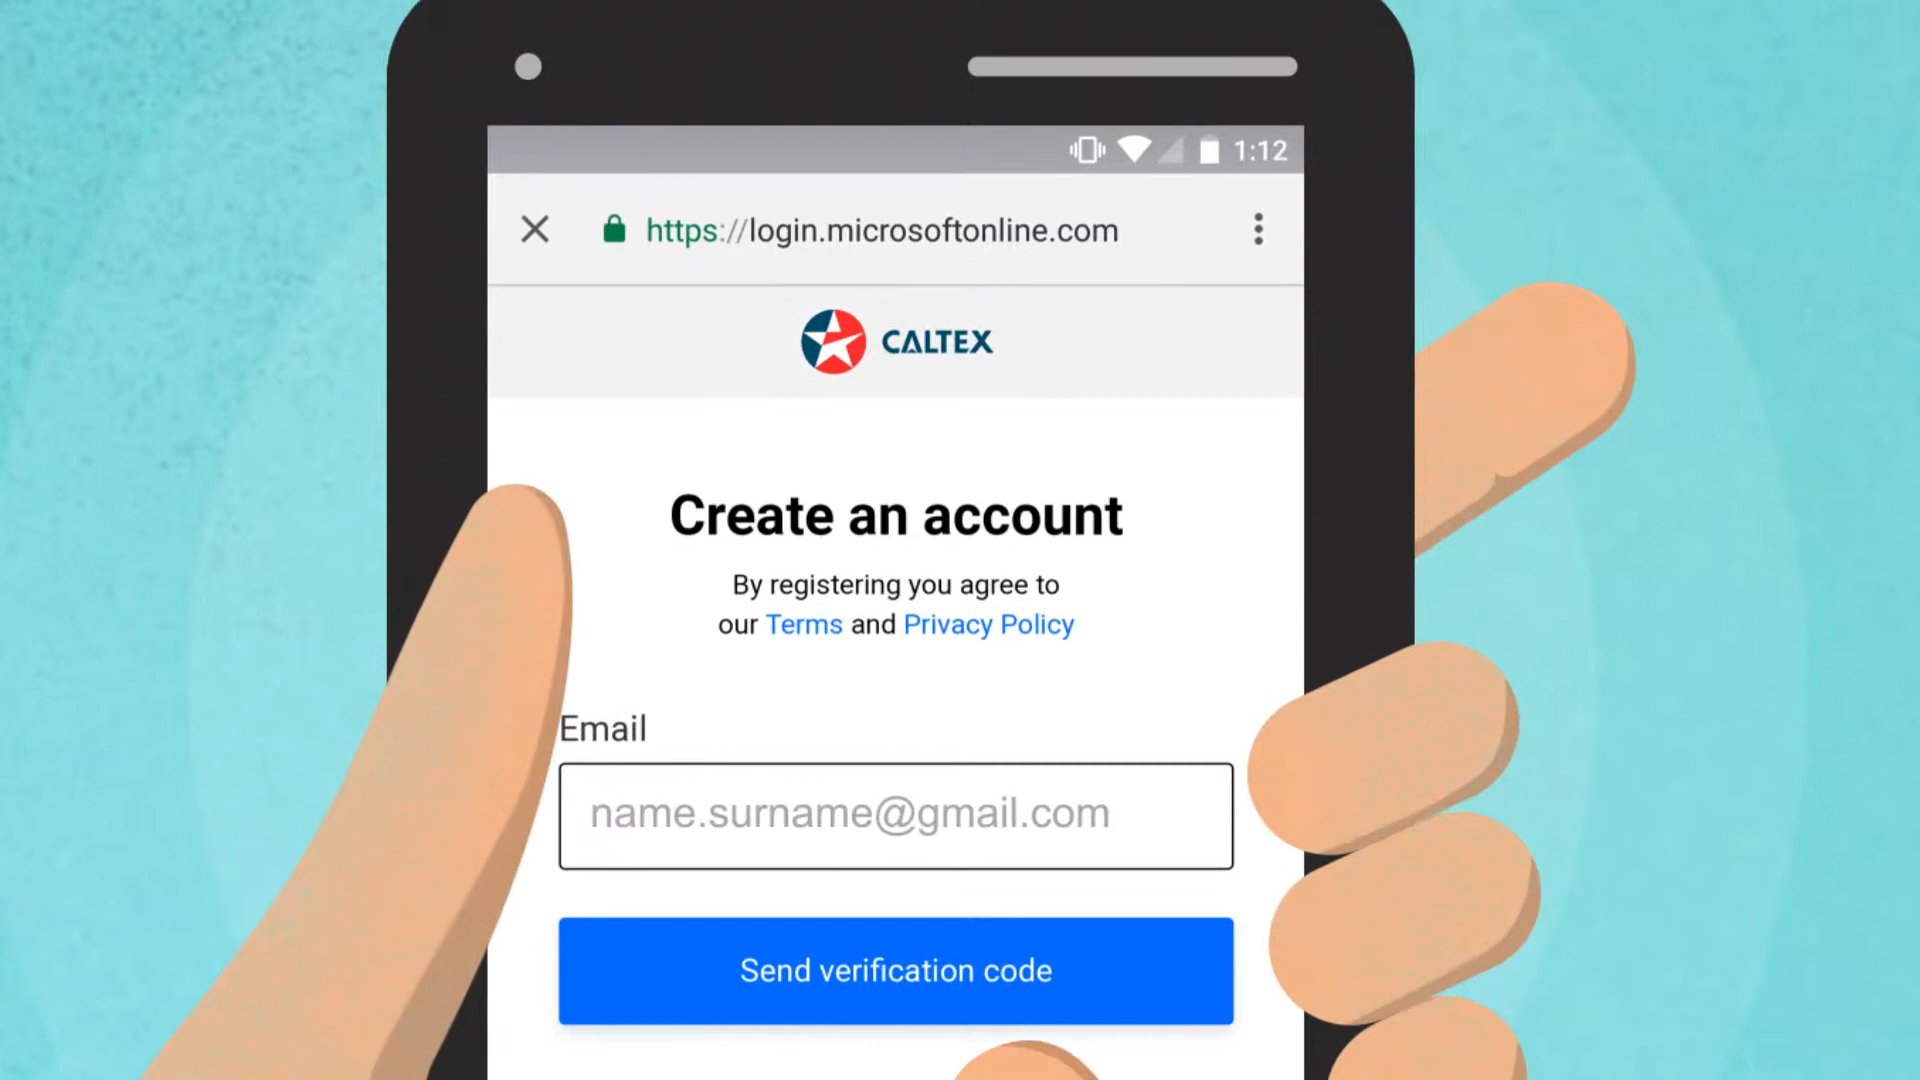 1:12
https://login.microsoftonline.com
CALTEX
Create an account
By registering you agree to
our Terms and Privacy Policy
Email
name.surname@gmail.com
Send verification code